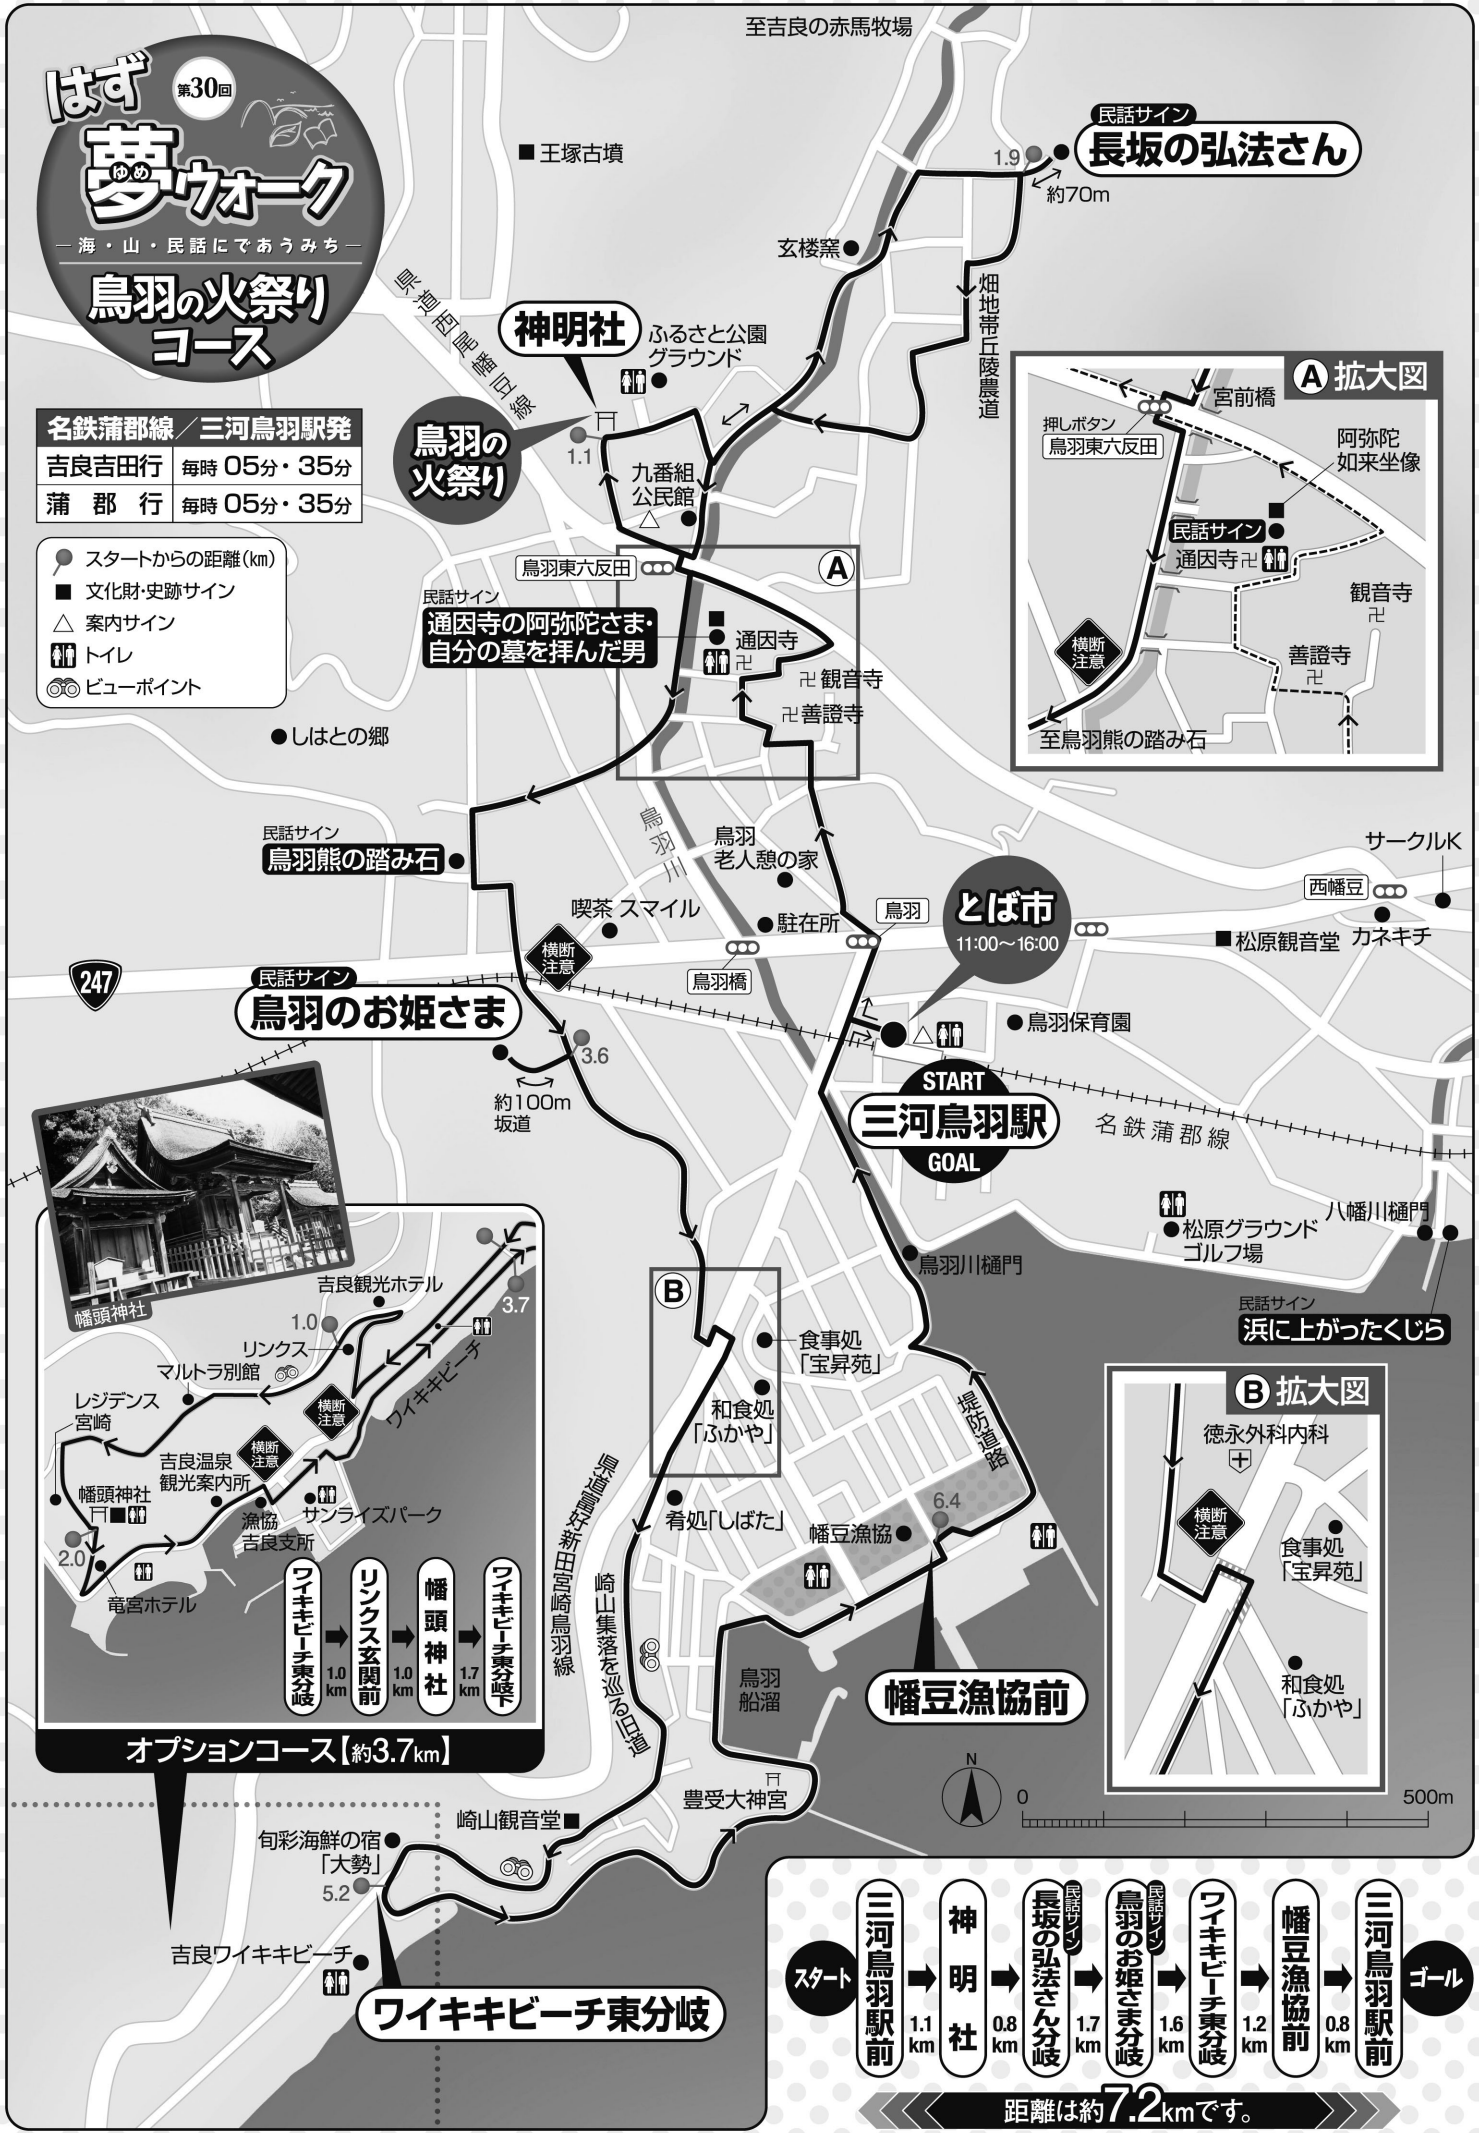 はず
第30回
夢ウォーク
ゆめ
―海・山・民話にであうみち―
鳥羽の火祭り
コース
名鉄蒲郡線／三河鳥羽駅発
吉良吉田行 毎時 05分・35分
蒲郡行 毎時 05分・35分
スタートからの距離(km)
文化財・史跡サイン
案内サイン
トイレ
ビューポイント
至吉良の赤馬牧場
王塚古墳
民話サイン
長坂の弘法さん
1.9
約70m
玄楼窯
畑地帯丘陵農道
県道西尾幡豆線
神明社
ふるさと公園
グラウンド
鳥羽の
火祭り
1.1
九番組
公民館
鳥羽東六反田
A
民話サイン
通因寺の阿弥陀さま・
自分の墓を拝んだ男
通因寺
観音寺
善證寺
A 拡大図
宮前橋
押しボタン
鳥羽東六反田
阿弥陀
如来坐像
民話サイン
通因寺
観音寺
善證寺
横断
注意
至鳥羽熊の踏み石
しはとの郷
民話サイン
鳥羽熊の踏み石
鳥羽川
鳥羽
老人憩の家
喫茶 スマイル
駐在所
鳥羽
とば市
11:00～16:00
サークルK
西幡豆
カネキチ
松原観音堂
横断
注意
鳥羽橋
247
民話サイン
鳥羽のお姫さま
3.6
約100m
坂道
鳥羽保育園
START
三河鳥羽駅
GOAL
名鉄蒲郡線
松原グラウンド
ゴルフ場
八幡川樋門
鳥羽川樋門
民話サイン
浜に上がったくじら
幡頭神社
吉良観光ホテル
3.7
1.0
リンクス
マルトラ別館
レジデンス
宮崎
横断
注意
ワイキキビーチ
横断
注意
吉良温泉
観光案内所
幡頭神社
漁協
吉良支所
サンライズパーク
2.0
竜宮ホテル
ワイキキビーチ東分岐
1.0
km
リンクス玄関前
1.0
km
幡頭神社
1.7
km
ワイキキビーチ東分岐下
オプションコース【約3.7km】
B
食事処
「宝昇苑」
和食処
「ふかや」
堤防道路
県道富好新田宮崎鳥羽線
肴処「しばた」
幡豆漁協
6.4
崎山集落を巡る旧道
鳥羽
船溜
幡豆漁協前
B 拡大図
徳永外科内科
横断
注意
食事処
「宝昇苑」
和食処
「ふかや」
N
0
500m
豊受大神宮
崎山観音堂
旬彩海鮮の宿
「大勢」
5.2
吉良ワイキキビーチ
ワイキキビーチ東分岐
スタート
三河鳥羽駅前
1.1
km
神明社
0.8
km
民話サイン
長坂の弘法さん分岐
1.7
km
民話サイン
鳥羽のお姫さま分岐
1.6
km
ワイキキビーチ東分岐
1.2
km
幡豆漁協前
0.8
km
三河鳥羽駅前
ゴール
距離は約7.2kmです。